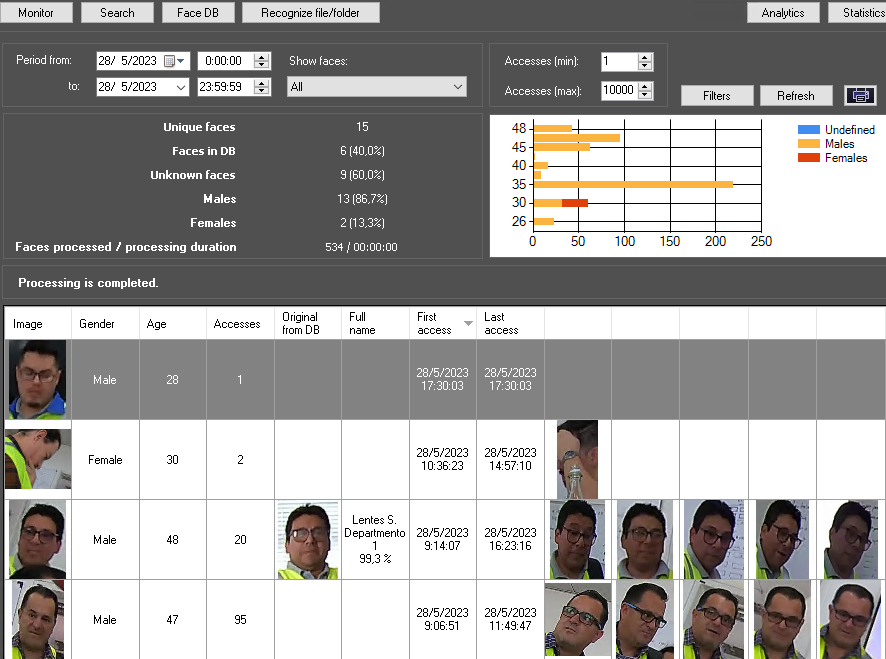 Monitor Search Face DB Recognize file/folder Analytics Statistics
Period from: 28/ 5/2023 0:00:00 Show faces:
to: 28/ 5/2023 23:59:59 All
Accesses (min): 1
Accesses (max): 10000 Filters Refresh
Unique faces 15
Faces in DB 6 (40,0%)
Unknown faces 9 (60,0%)
Males 13 (86,7%)
Females 2 (13,3%)
Faces processed / processing duration 534 / 00:00:00
48
45
40
35
30
26
0 50 100 150 200 250
Undefined
Males
Females
Processing is completed.
Image Gender Age Accesses Original from DB Full name First access Last access
Male 28 1 28/5/2023 17:30:03 28/5/2023 17:30:03
Female 30 2 28/5/2023 10:36:23 28/5/2023 14:57:10
Male 48 20 Lentes S. Departmento 1 99,3 % 28/5/2023 9:14:07 28/5/2023 16:23:16
Male 47 95 28/5/2023 9:06:51 28/5/2023 11:49:47